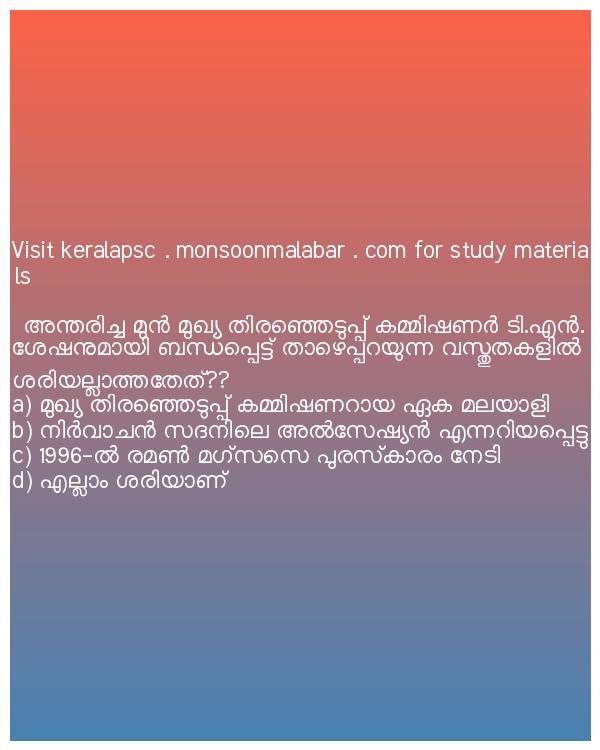 Visit keralapsc . monsoonmalabar . com for study materia
ls
അന്തരിച്ച മുൻ മുഖ്യ തിരഞ്ഞെടുപ്പ് കമ്മിഷണർ ടി.എൻ.
ശേഷനുമായി ബന്ധപ്പെട്ട് താഴെപ്പറയുന്ന വസ്തുതകളിൽ
ശരിയല്ലാത്തതേത്??
a) മുഖ്യ തിരഞ്ഞെടുപ്പ് കമ്മിഷണറായ ഏക മലയാളി
b) നിർവാചൻ സദനിലെ അൽസേഷ്യൻ എന്നറിയപ്പെട്ടു
c) 1996-ൽ രമൺ മഗ്സസെ പുരസ്കാരം നേടി
d) എല്ലാം ശരിയാണ്